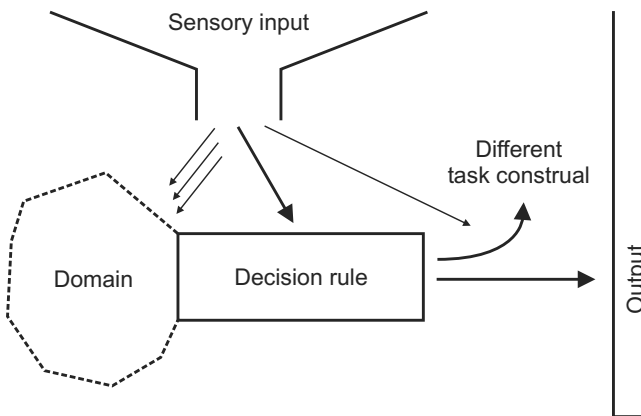 Sensory input
Different
task construal
Domain
Decision rule
Output